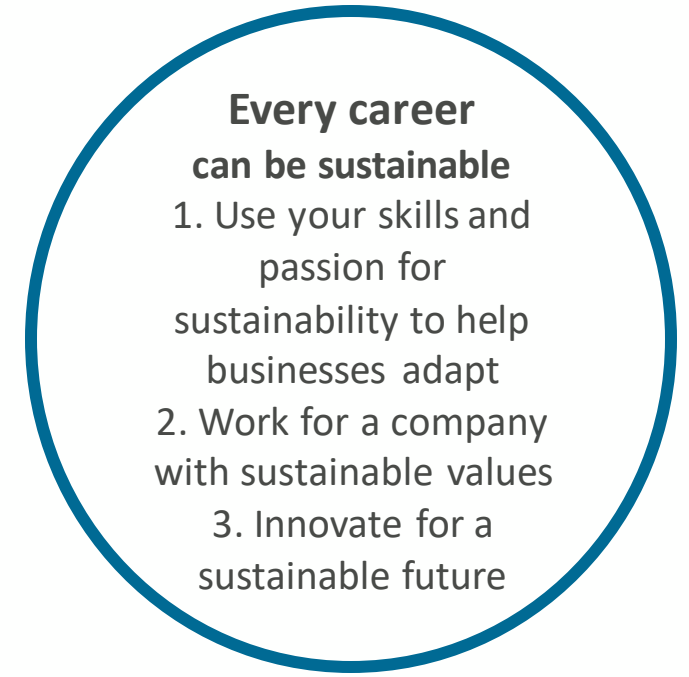 Every career
can be sustainable
1. Use your skills and
passion for
sustainability to help
businesses adapt
2. Work for a company
with sustainable values
3. Innovate for a
sustainable future